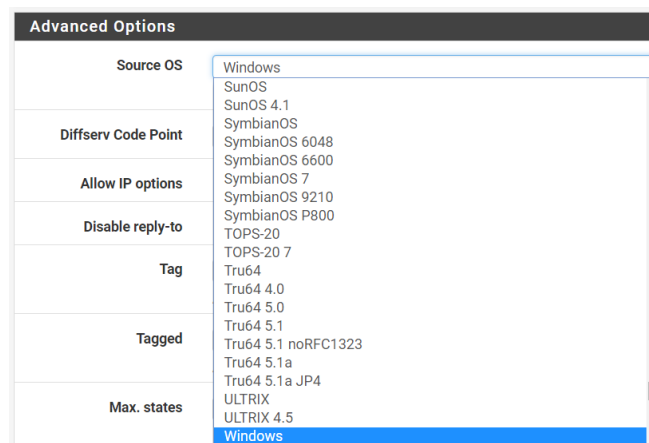 Advanced Options
Source OS
Windows
SunOS
SunOS 4.1
SymbianOS
Diffserv Code Point
SymbianOS 6048
SymbianOS 6600
Allow IP options
SymbianOS 7
SymbianOS 9210
SymbianOS P800
Disable reply-to
TOPS-20
TOPS-20 7
Tag
Tru64
Tru64 4.0
Tru64 5.0
Tru64 5.1
Tagged
Tru64 5.1 noRFC1323
Tru64 5.1a
Tru64 5.1a JP4
ULTRIX
Max. states
ULTRIX 4.5
Windows